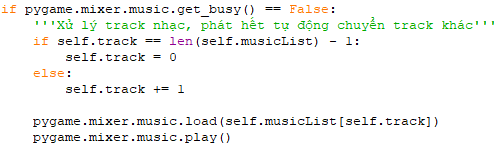 if pygame.mixer.music.get_busy() == False:
    '''Xử lý track nhạc, phát hết tự động chuyển track khác'''
    if self.track == len(self.musicList) - 1:
        self.track = 0
    else:
        self.track += 1

    pygame.mixer.music.load(self.musicList[self.track])
    pygame.mixer.music.play()